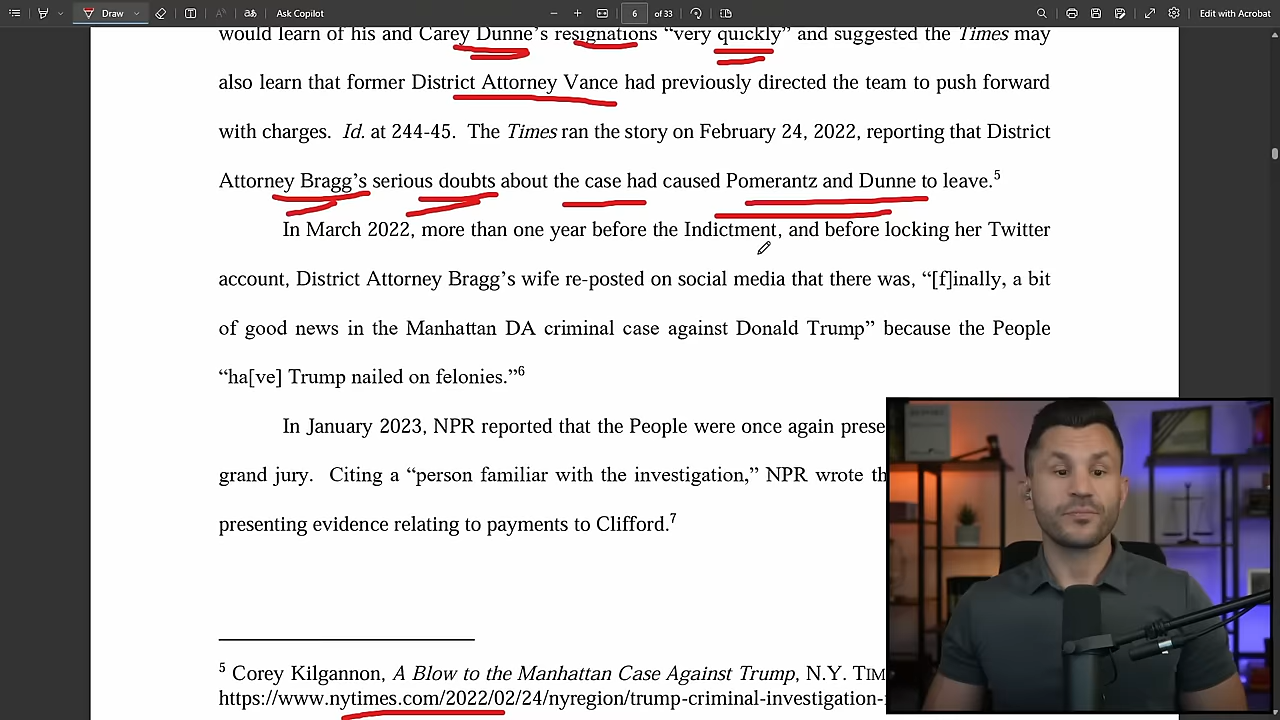 Draw
Ask Copilot
6
of 33
Edit with Acrobat
would learn of his and Carey Dunne’s resignations “very quickly” and suggested the Times may
also learn that former District Attorney Vance had previously directed the team to push forward
with charges. Id. at 244-45. The Times ran the story on February 24, 2022, reporting that District
Attorney Bragg’s serious doubts about the case had caused Pomerantz and Dunne to leave.5
In March 2022, more than one year before the Indictment, and before locking her Twitter
account, District Attorney Bragg’s wife re-posted on social media that there was, “[f]inally, a bit
of good news in the Manhattan DA criminal case against Donald Trump” because the People
“ha[ve] Trump nailed on felonies.”6
In January 2023, NPR reported that the People were once again prese
grand jury. Citing a “person familiar with the investigation,” NPR wrote th
presenting evidence relating to payments to Clifford.7
5 Corey Kilgannon, A Blow to the Manhattan Case Against Trump, N.Y. TIM
https://www.nytimes.com/2022/02/24/nyregion/trump-criminal-investigation-